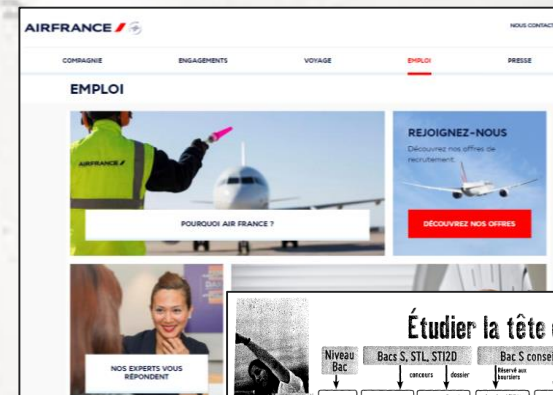 AIRFRANCE
NOUS CONTACT
COMPAGNIE
ENGAGEMENTS
VOYAGE
EMPLOI
PRESSE
EMPLOI
AIRFRANCE
POURQUOI AIR FRANCE ?
REJOIGNEZ-NOUS
Découvrez nos offres de
recrutement.
DÉCOUVREZ NOS OFFRES
NOS EXPERTS VOUS
RÉPONDENT
Étudier la tête
Niveau
Bac
Bacs S, STL, STI2D
Bac S consei
concours
dossier
Réservé aux
boursiers